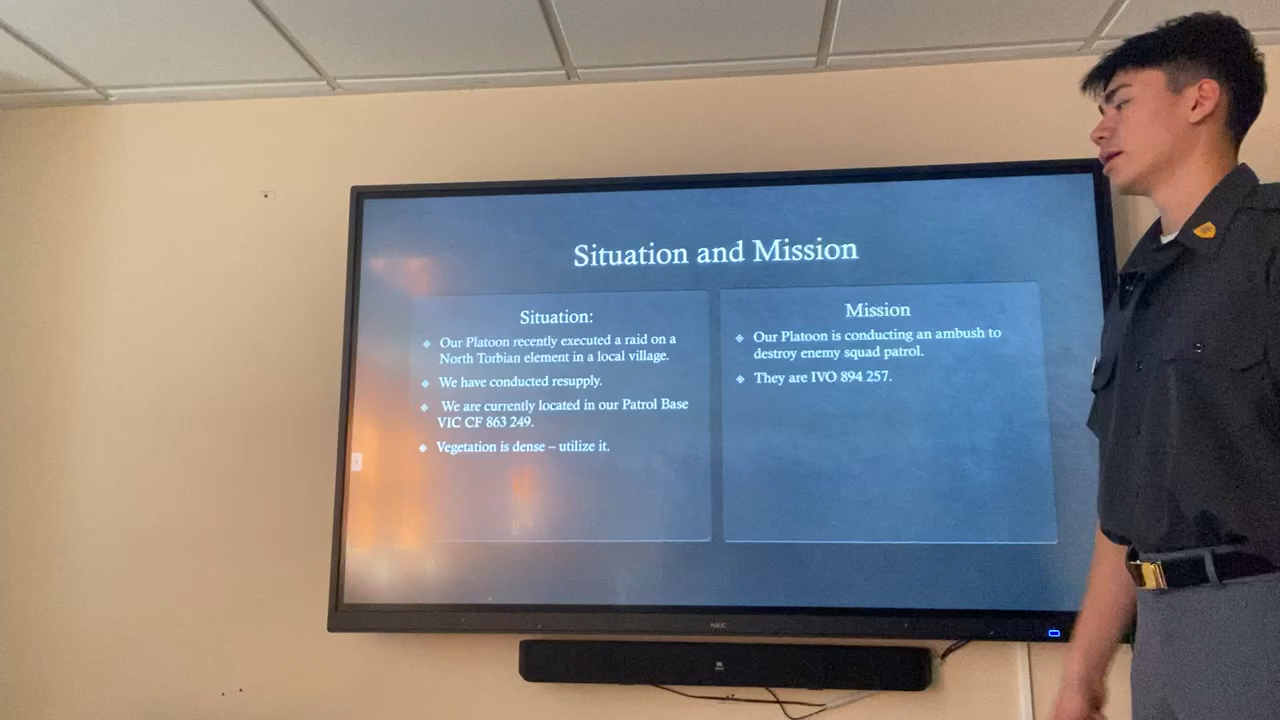 Situation and Mission
Situation:
Our Platoon recently executed a raid on a
North Torbian element in a local village.
We have conducted resupply.
We are currently located in our Patrol Base
VIC CF 863 249.
Vegetation is dense – utilize it.
Mission
Our Platoon is conducting an ambush to
destroy enemy squad patrol.
They are IVO 894 257.
NEC